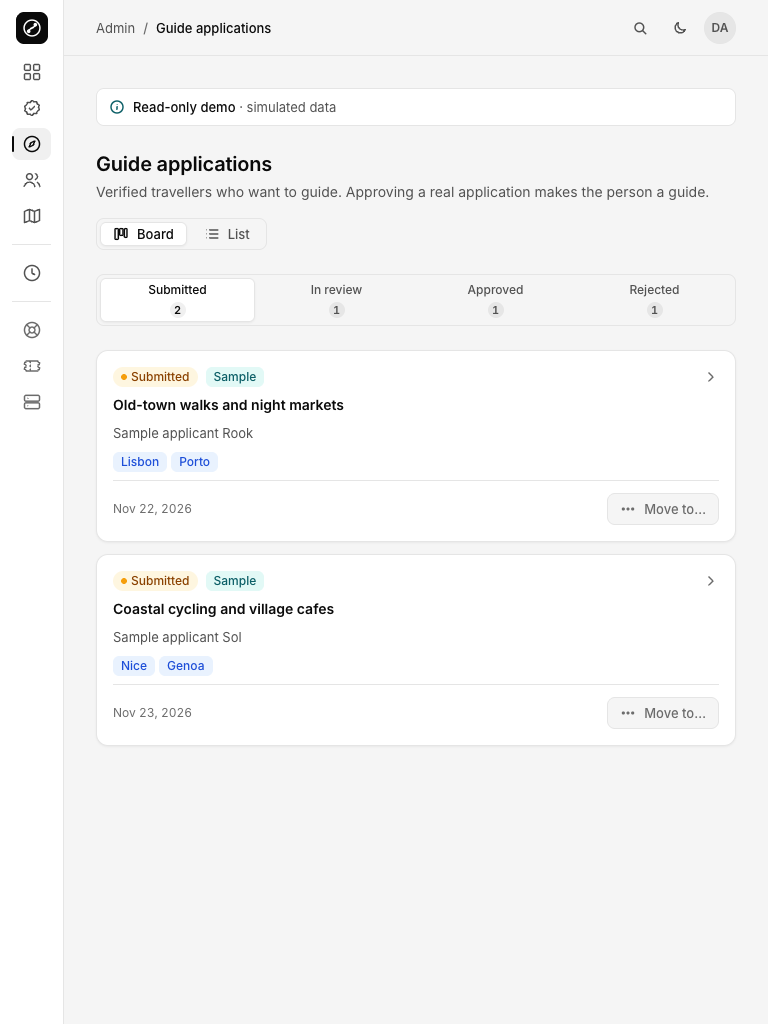 Admin / Guide applications
DA
Read-only demo · simulated data
Guide applications
Verified travellers who want to guide. Approving a real application makes the person a guide.
Board
List
Submitted
2
In review
1
Approved
1
Rejected
1
Submitted
Sample
Old-town walks and night markets
Sample applicant Rook
Lisbon
Porto
Nov 22, 2026
Move to...
Submitted
Sample
Coastal cycling and village cafes
Sample applicant Sol
Nice
Genoa
Nov 23, 2026
Move to...